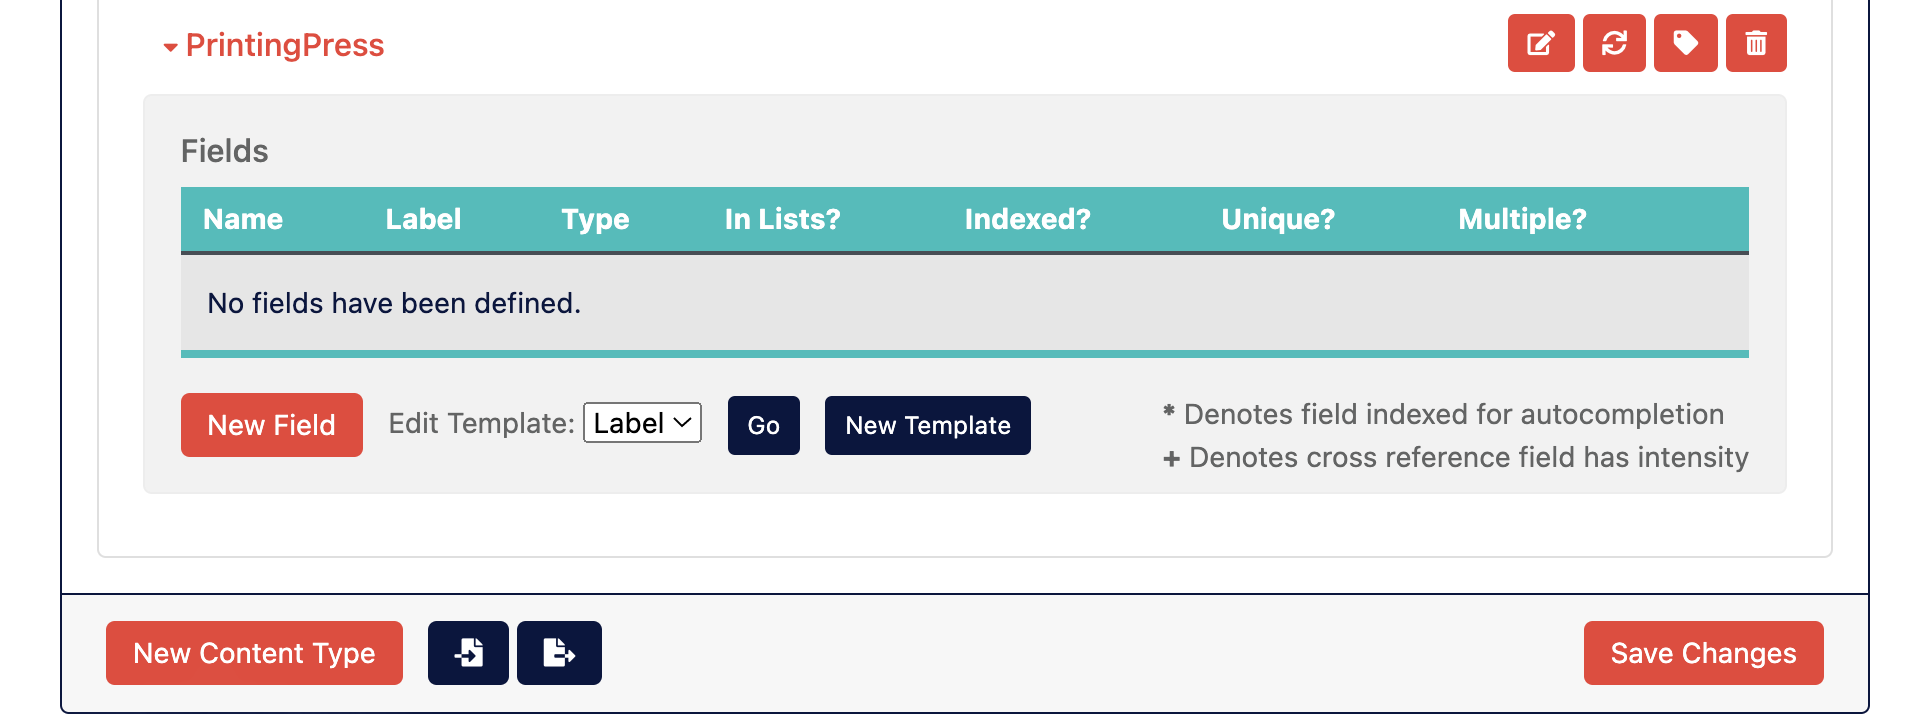 PrintingPress
Fields
Name Label Type In Lists? Indexed? Unique? Multiple?
No fields have been defined.
New Field Edit Template: Label Go New Template
* Denotes field indexed for autocompletion
+ Denotes cross reference field has intensity
New Content Type Save Changes